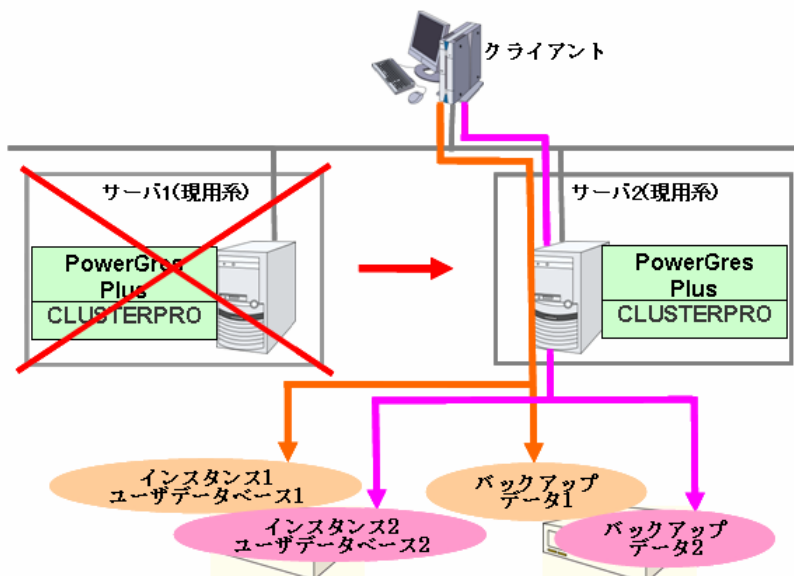 クライアント
サーバ1(現用系)
PowerGres
Plus
CLUSTERPRO
サーバ2(現用系)
PowerGres
Plus
CLUSTERPRO
インスタンス1
ユーザデータベース1
バックアップ
データ1
インスタンス2
ユーザデータベース2
バックアップ
データ2